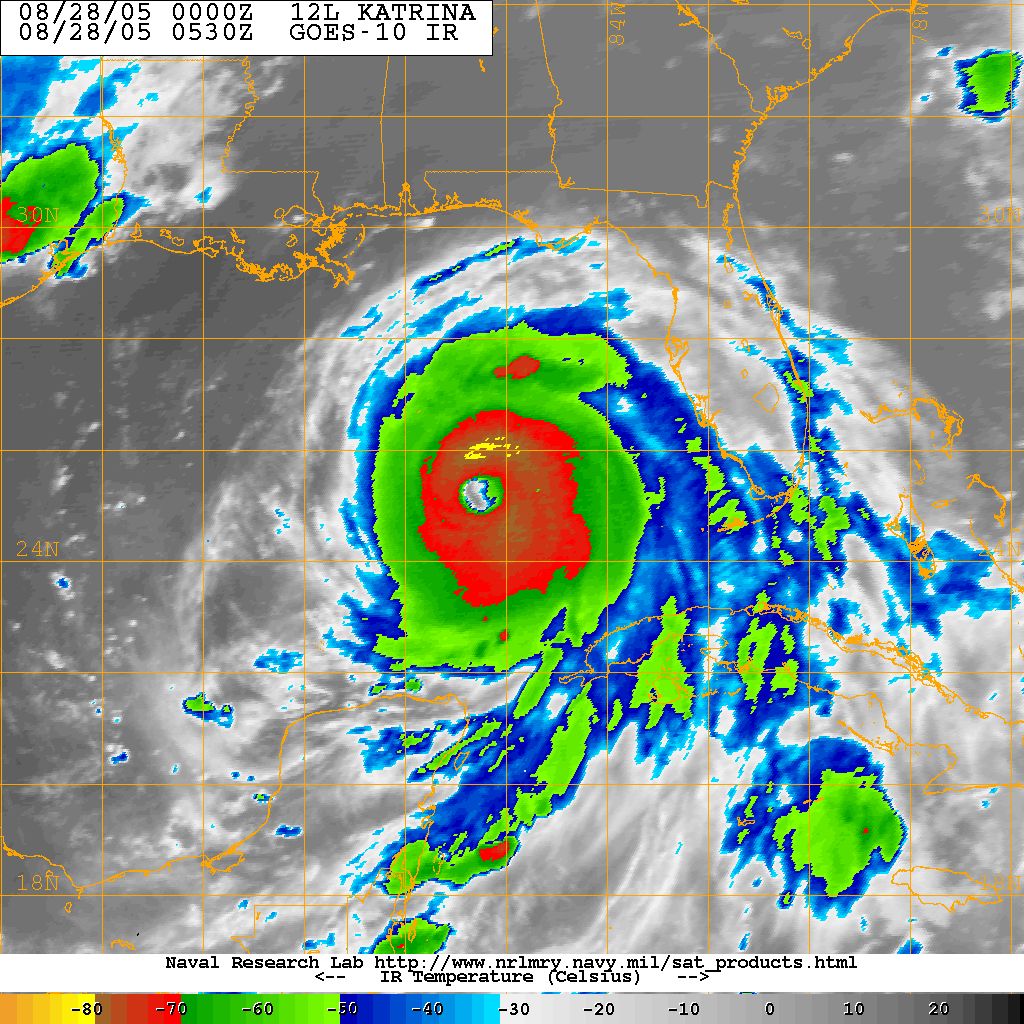 08/28/05 0000Z 12L KATRINA
08/28/05 0530Z GOES-10 IR
84W
78W
30N
30N
24N
24N
18N
18N
Naval Research Lab http://www.nrlmry.navy.mil/sat_products.html
<-- IR Temperature (Celsius) -->
-80 -70 -60 -50 -40 -30 -20 -10 0 10 20